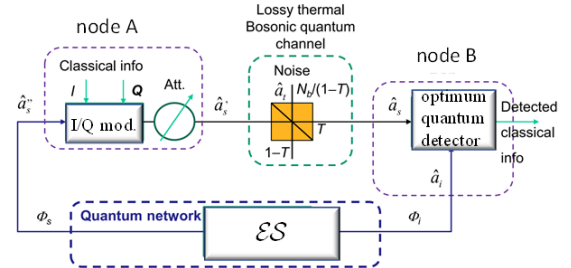 node A
Lossy thermal
Bosonic quantum
channel
node B
Classical info
I
Q
Att.
Noise
â_t
N_b/(1−T)
â_s''
I/Q mod.
â_s'
T
1−T
â_s
optimum
quantum
detector
Detected
classical
info
â_i
Φ_s
Quantum network
ES
Φ_i